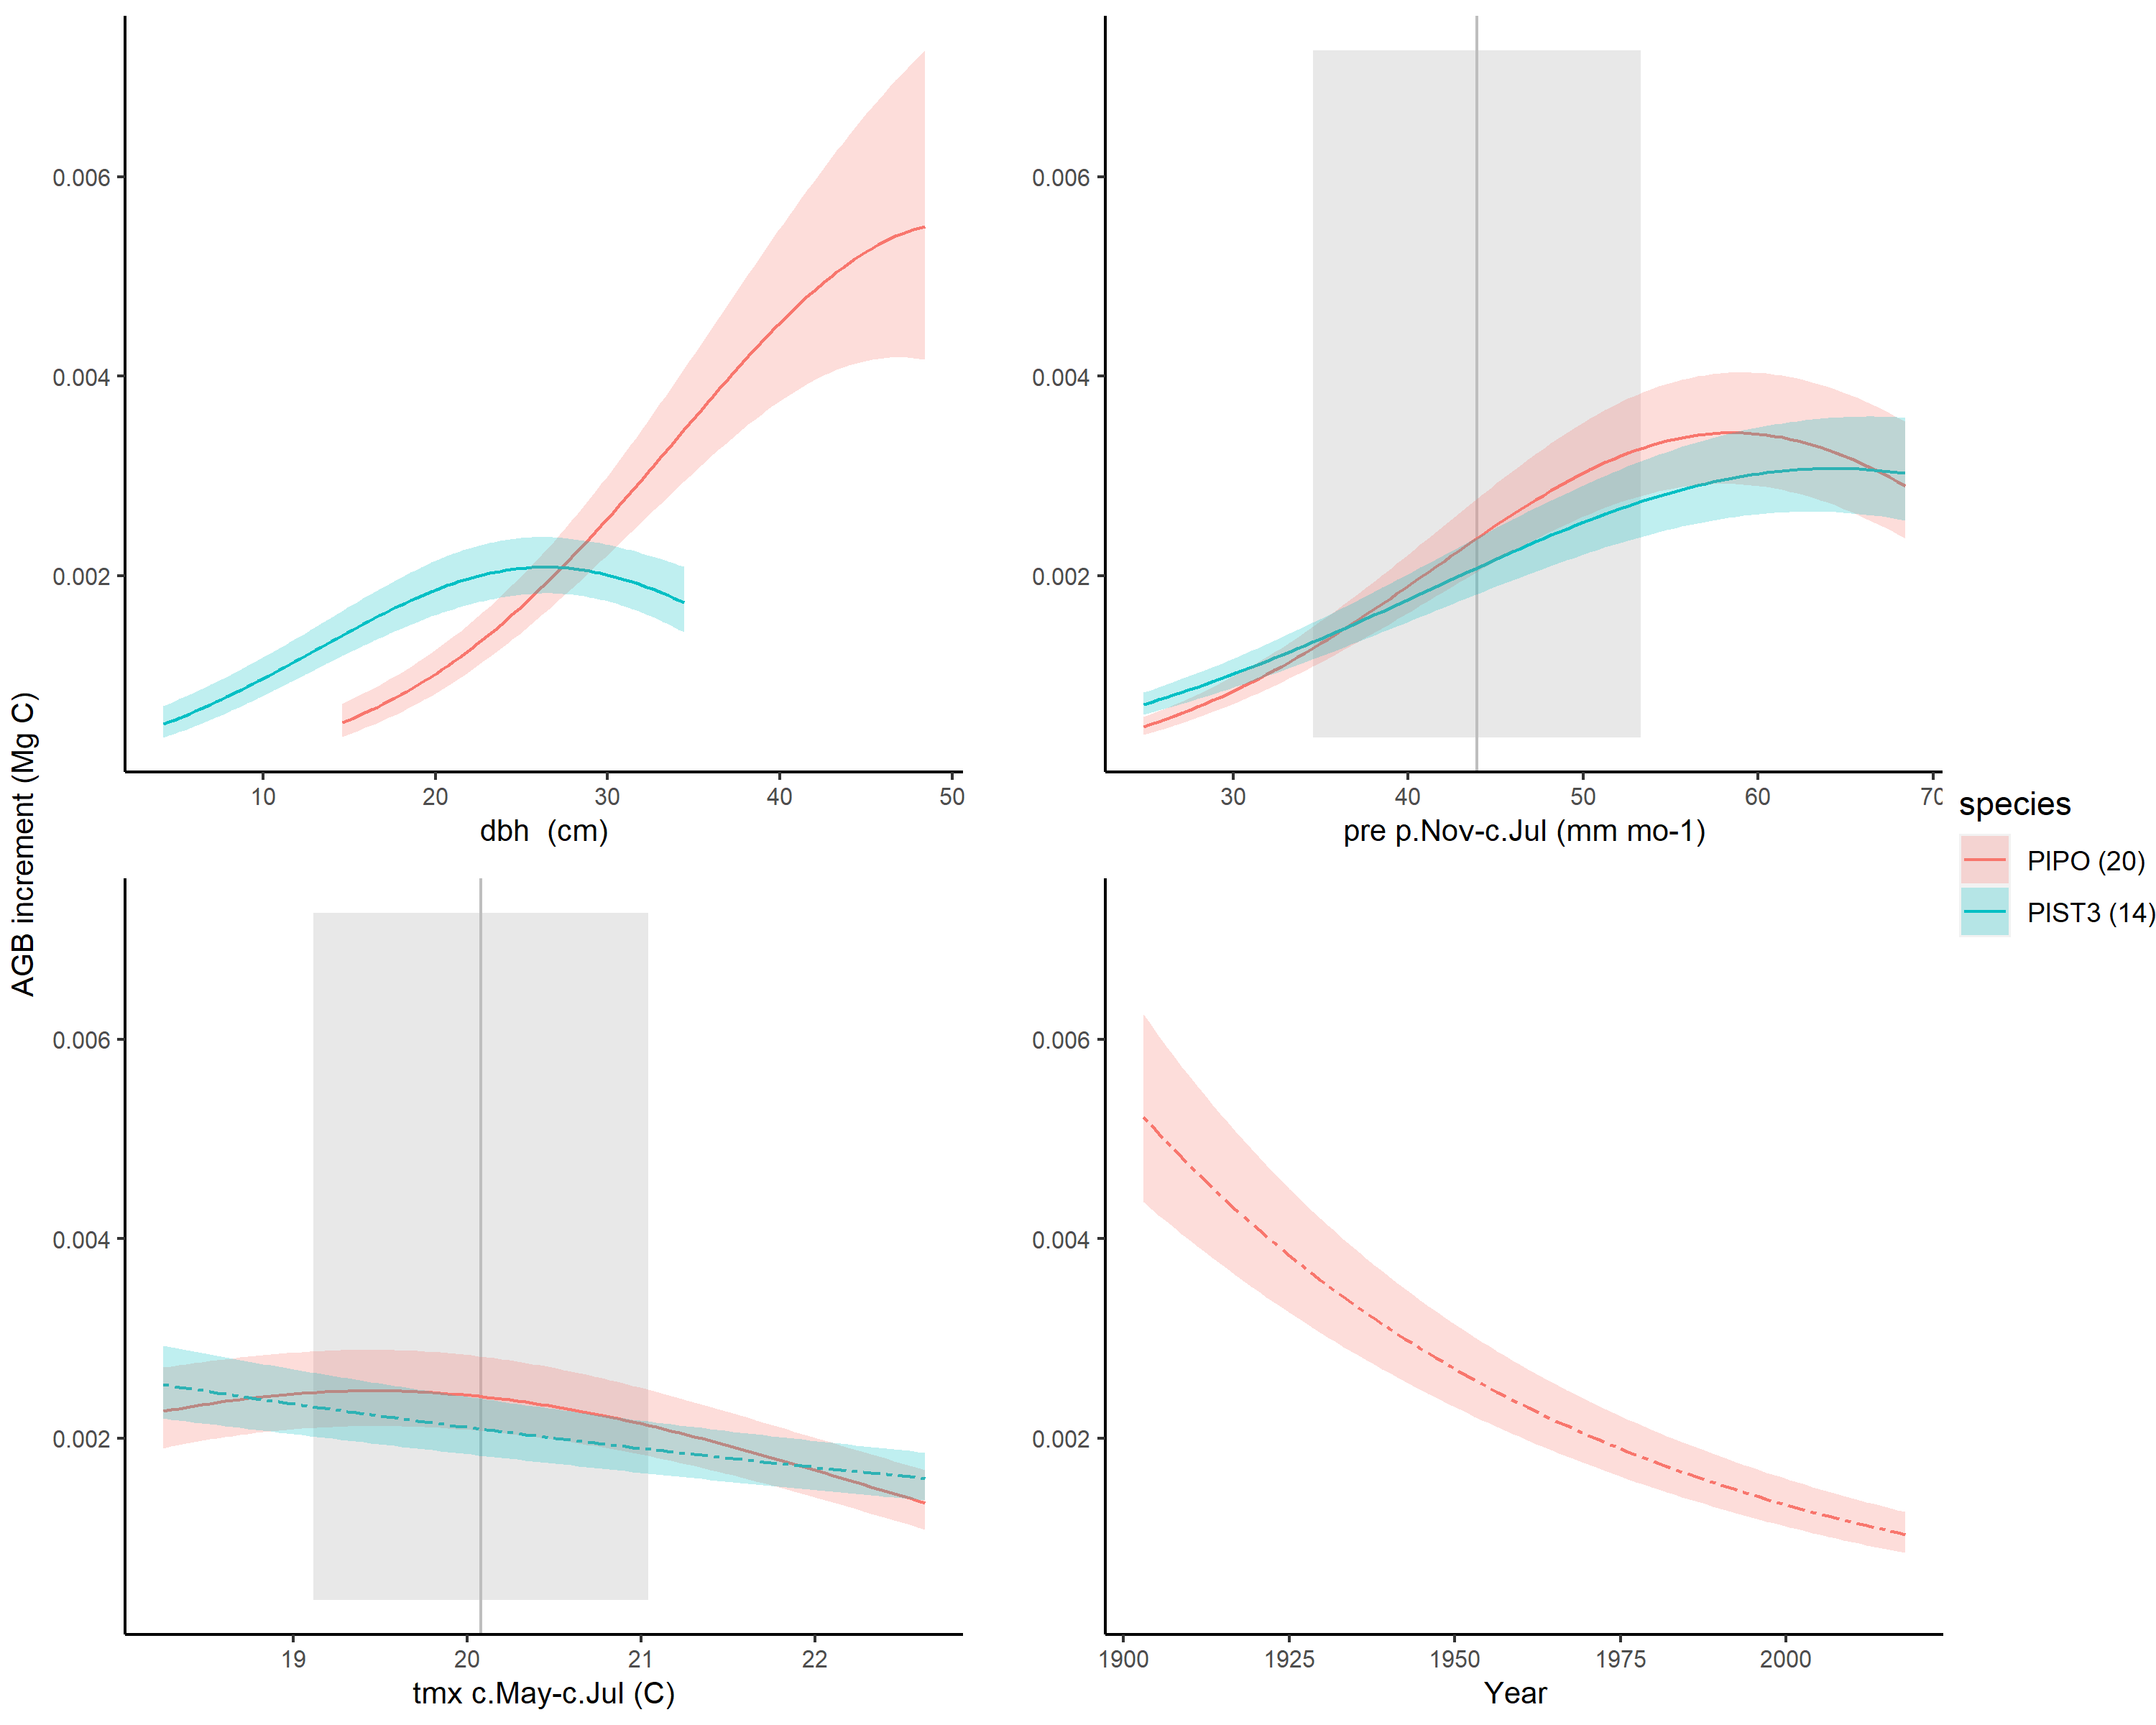 AGB increment (Mg C)
0.006
0.004
0.002
10 20 30 40 50
dbh  (cm)
0.006
0.004
0.002
30 40 50 60 70
pre p.Nov-c.Jul (mm mo-1)
species
PIPO (20)
PIST3 (14)
0.006
0.004
0.002
19 20 21 22
tmx c.May-c.Jul (C)
0.006
0.004
0.002
1900 1925 1950 1975 2000
Year